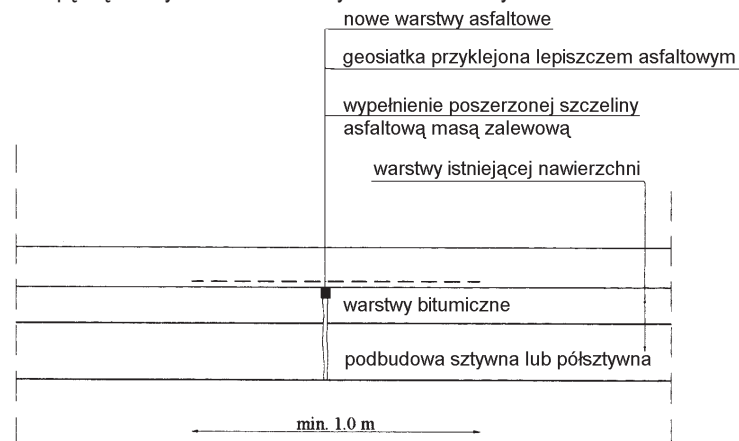 nowe warstwy asfaltowe
geosiatka przyklejona lepiszczem asfaltowym
wypełnienie poszerzonej szczeliny
asfaltową masą zalewową
warstwy istniejącej nawierzchni
warstwy bitumiczne
podbudowa sztywna lub półsztywna
min. 1.0 m